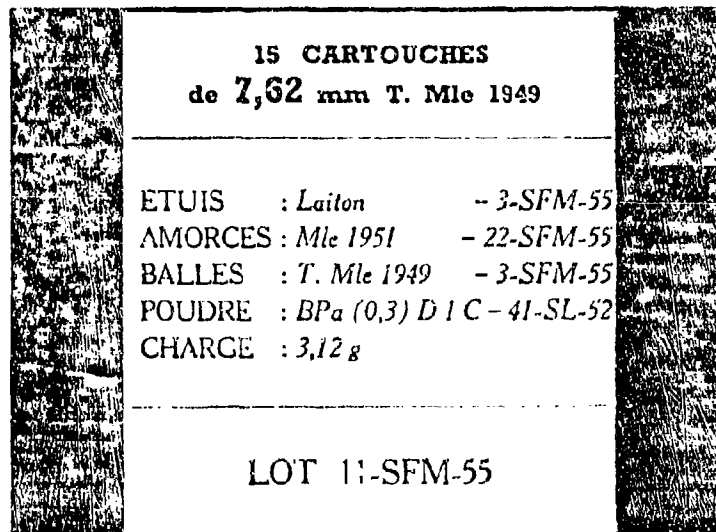 15 CARTOUCHES
de 7,62 mm T. Mle 1949
ETUIS : Laiton - 3-SFM-55
AMORCES : Mle 1951 - 22-SFM-55
BALLES : T. Mle 1949 - 3-SFM-55
POUDRE : BPa (0,3) D 1 C - 41-SL-52
CHARGE : 3,12 g
LOT 11-SFM-55